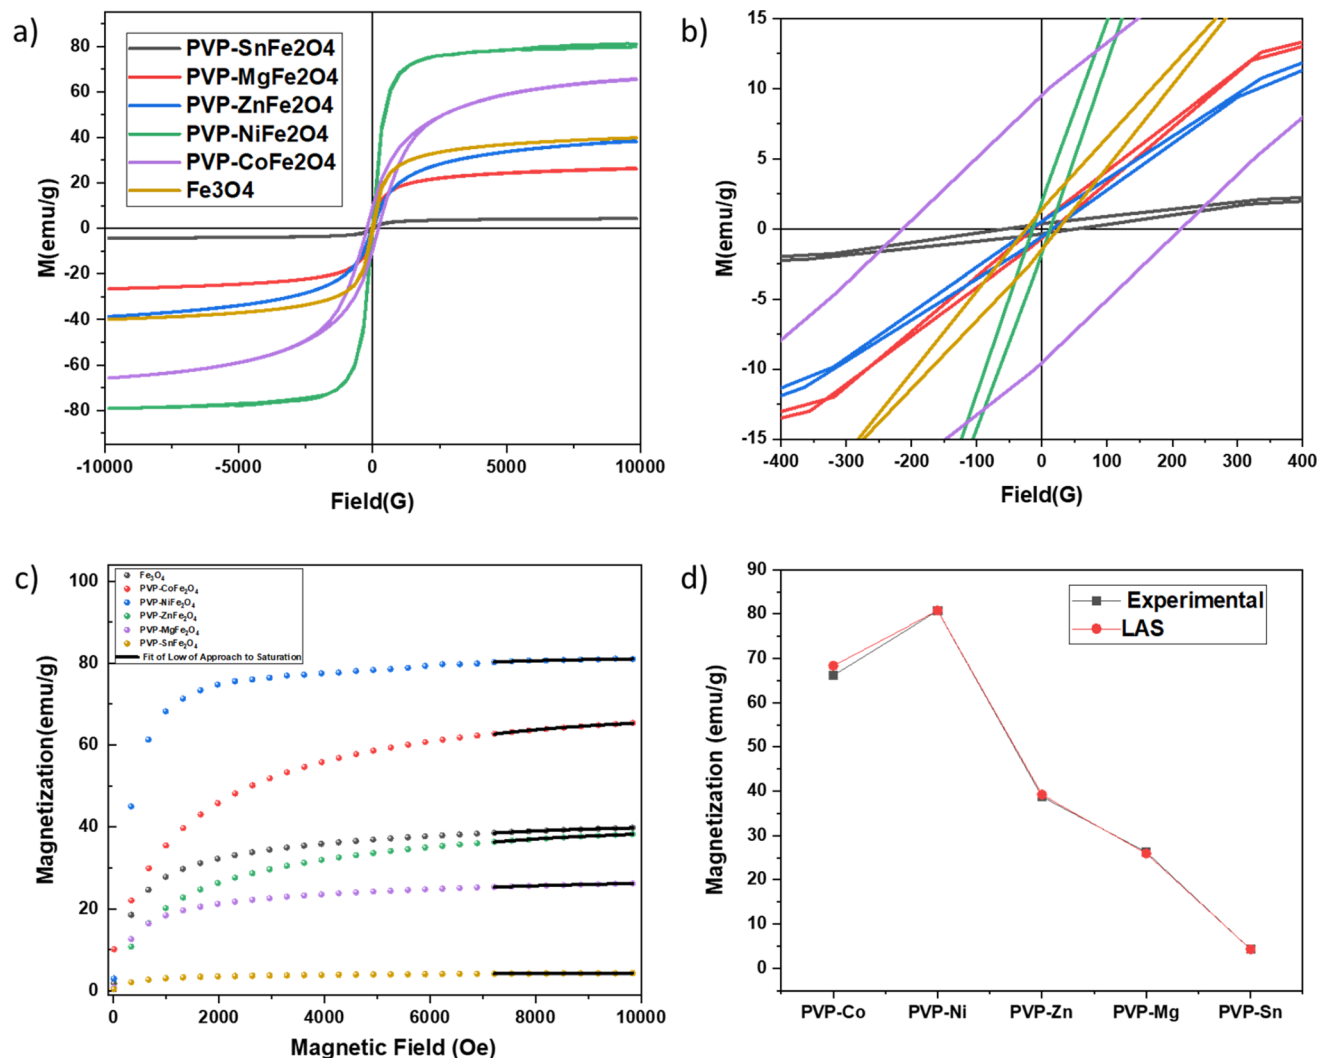 a)
M(emu/g)
80
60
40
20
0
-20
-40
-60
-80
PVP-SnFe2O4
PVP-MgFe2O4
PVP-ZnFe2O4
PVP-NiFe2O4
PVP-CoFe2O4
Fe3O4
-10000 -5000 0 5000 10000
Field(G)
b)
M(emu/g)
15
10
5
0
-5
-10
-15
-400 -300 -200 -100 0 100 200 300 400
Field(G)
c)
Magnetization(emu/g)
100
80
60
40
20
0
Fe₃O₄
PVP-CoFe₂O₄
PVP-NiFe₂O₄
PVP-ZnFe₂O₄
PVP-MgFe₂O₄
PVP-SnFe₂O₄
Fit of Low of Approach to Saturation
0 2000 4000 6000 8000 10000
Magnetic Field (Oe)
d)
Magnetization (emu/g)
90
80
70
60
50
40
30
20
10
0
Experimental
LAS
PVP-Co PVP-Ni PVP-Zn PVP-Mg PVP-Sn